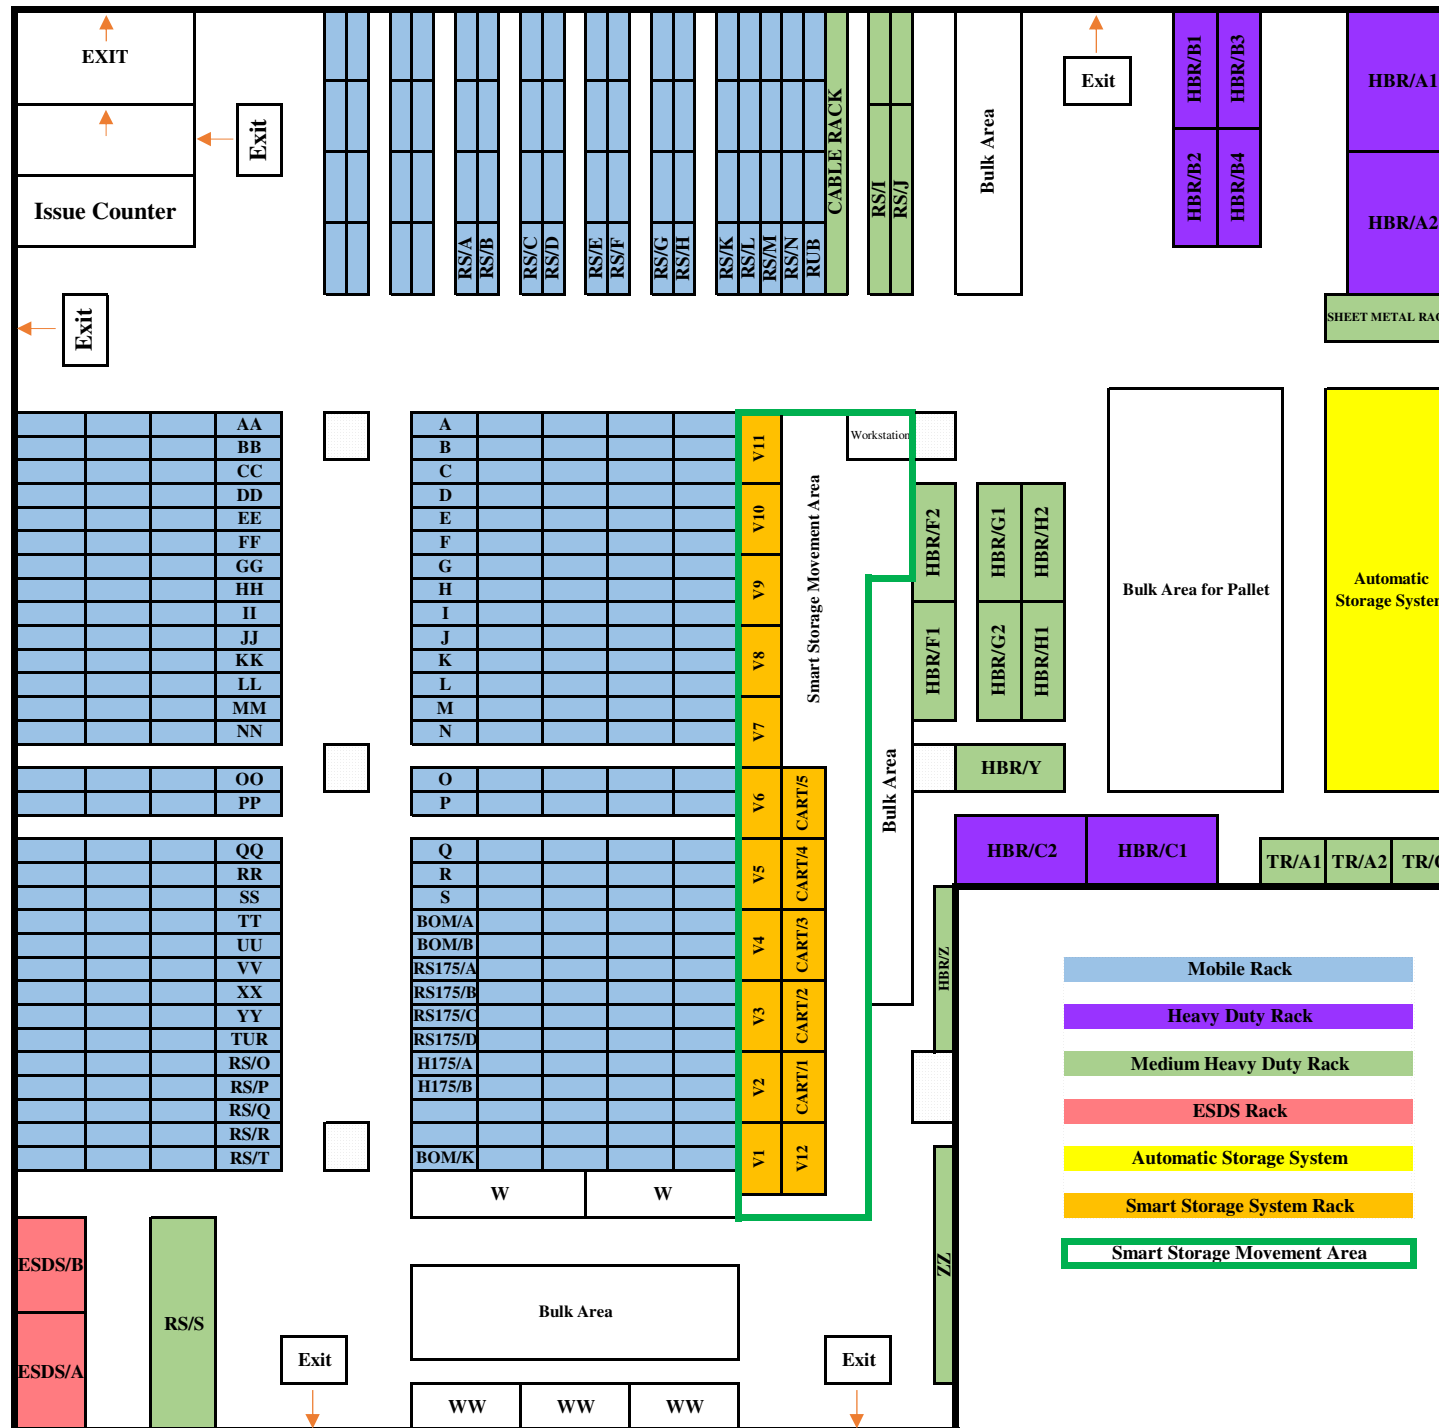 EXIT
Exit
Issue Counter
Exit
RS/A
RS/B
RS/C
RS/D
RS/E
RS/F
RS/G
RS/H
RS/K
RS/L
RS/M
RS/N
RUB
CABLE RACK
RS/I
RS/J
Bulk Area
Exit
HBR/B1
HBR/B3
HBR/B2
HBR/B4
HBR/A1
HBR/A2
SHEET METAL RAC
AA
BB
CC
DD
EE
FF
GG
HH
II
JJ
KK
LL
MM
NN
OO
PP
QQ
RR
SS
TT
UU
VV
XX
YY
TUR
RS/O
RS/P
RS/Q
RS/R
RS/T
A
B
C
D
E
F
G
H
I
J
K
L
M
N
O
P
Q
R
S
BOM/A
BOM/B
RS175/A
RS175/B
RS175/C
RS175/D
H175/A
H175/B
BOM/K
W
W
V11
V10
V9
V8
V7
V6
V5
V4
V3
V2
V1
CART/5
CART/4
CART/3
CART/2
CART/1
V12
Smart Storage Movement Area
Workstation
Bulk Area
HBR/F2
HBR/F1
HBR/G1
HBR/H2
HBR/G2
HBR/H1
HBR/Y
Bulk Area for Pallet
Automatic
Storage System
HBR/C2
HBR/C1
TR/A1
TR/A2
TR/
HBR/Z
ZZ
Mobile Rack
Heavy Duty Rack
Medium Heavy Duty Rack
ESDS Rack
Automatic Storage System
Smart Storage System Rack
Smart Storage Movement Area
ESDS/B
ESDS/A
RS/S
Exit
Bulk Area
WW
WW
WW
Exit